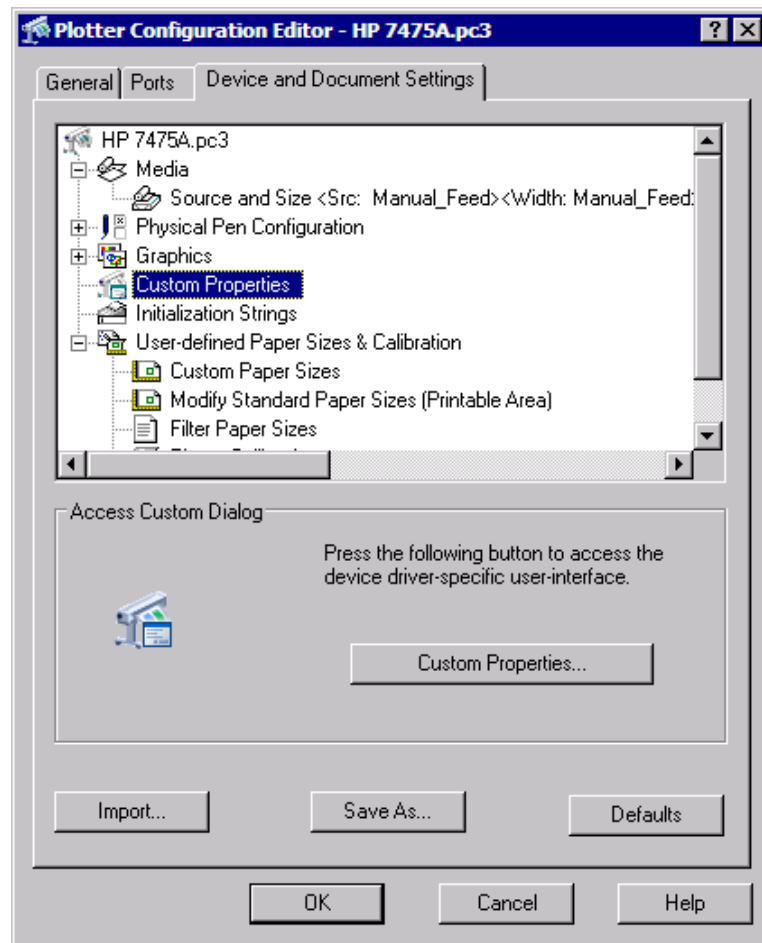 Plotter Configuration Editor - HP 7475A.pc3
General Ports Device and Document Settings
HP 7475A.pc3
Media
Source and Size <Src: Manual_Feed><Width: Manual_Feed:
Physical Pen Configuration
Graphics
Custom Properties
Initialization Strings
User-defined Paper Sizes & Calibration
Custom Paper Sizes
Modify Standard Paper Sizes (Printable Area)
Filter Paper Sizes
Access Custom Dialog
Press the following button to access the
device driver-specific user-interface.
Custom Properties...
Import... Save As... Defaults
OK Cancel Help